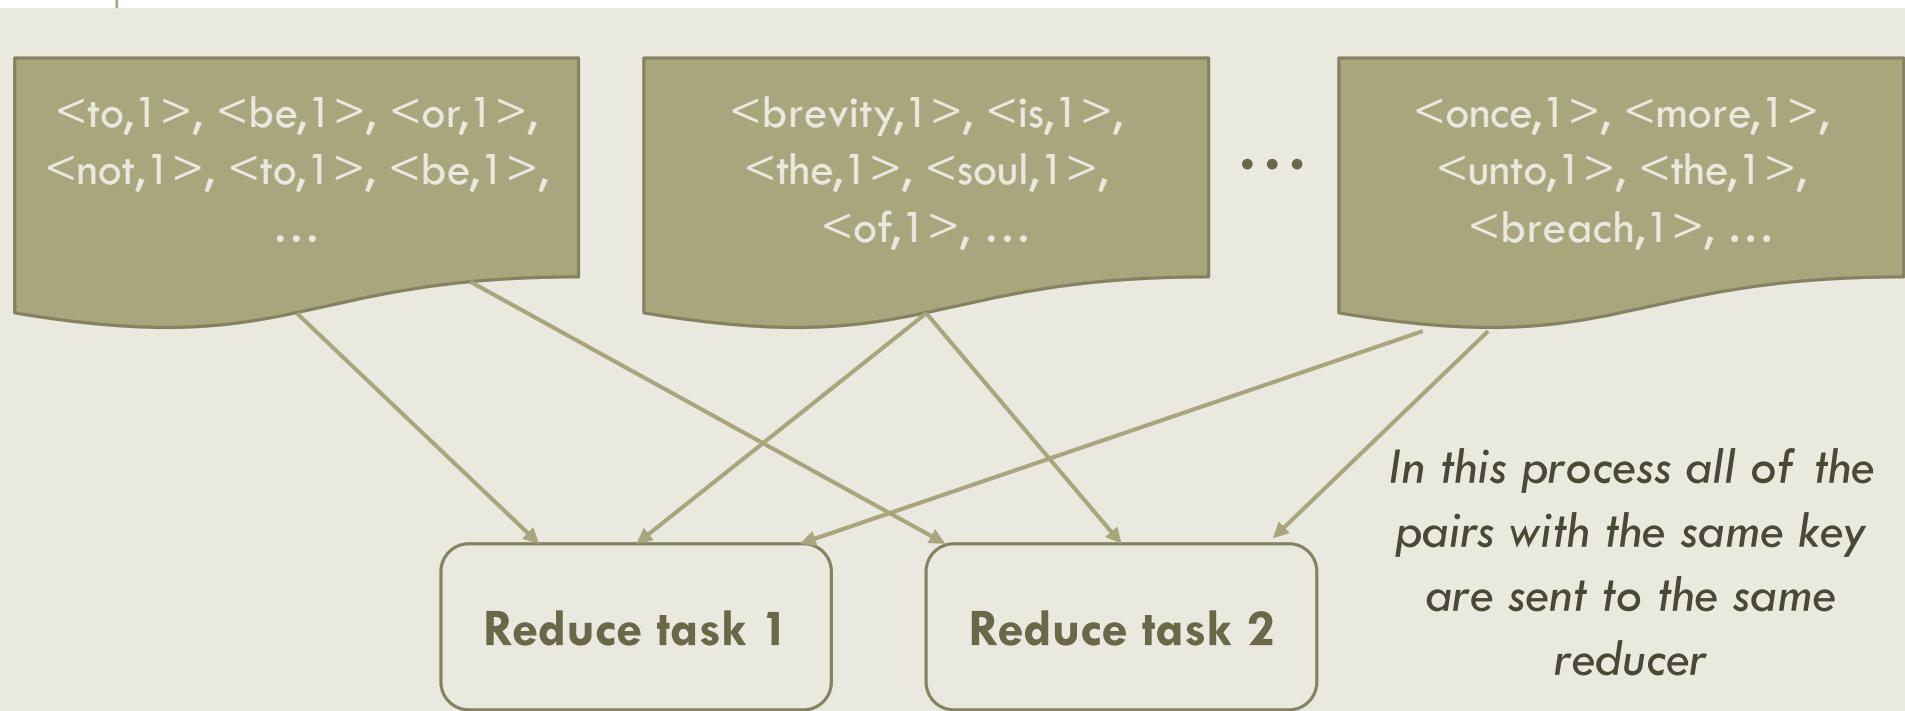 <to,1>, <be,1>, <or,1>,
<not,1>, <to,1>, <be,1>,
…
<brevity,1>, <is,1>,
<the,1>, <soul,1>,
<of,1>, …
…
<once,1>, <more,1>,
<unto,1>, <the,1>,
<breach,1>, …
In this process all of the
pairs with the same key
are sent to the same
reducer
Reduce task 1
Reduce task 2